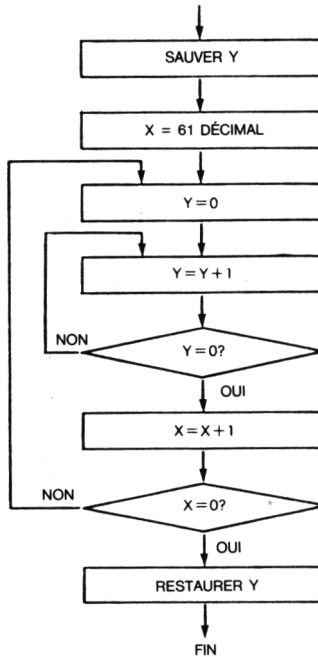 SAUVER Y
X = 61 DÉCIMAL
Y=0
Y=Y+1
NON
Y=0?
OUI
X=X+1
NON
X=0?
OUI
RESTAURER Y
FIN